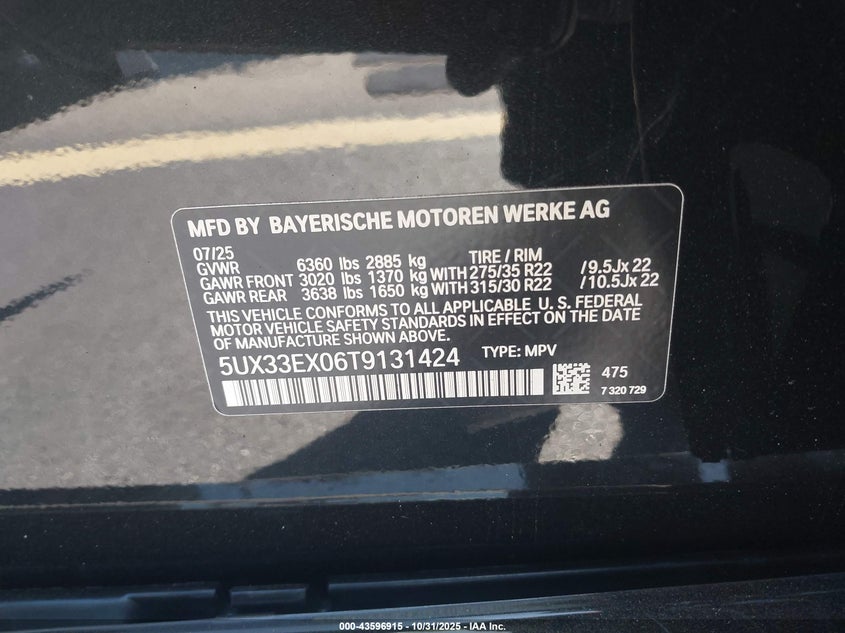 MFD BY BAYERISCHE MOTOREN WERKE AG
07/25 TIRE / RIM
GVWR 6360 lbs 2885 kg
GAWR FRONT 3020 lbs 1370 kg WITH 275/35 R22 /9.5Jx 22
GAWR REAR 3638 lbs 1650 kg WITH 315/30 R22 /10.5Jx 22
THIS VEHICLE CONFORMS TO ALL APPLICABLE U. S. FEDERAL
MOTOR VEHICLE SAFETY STANDARDS IN EFFECT ON THE DATE
OF MANUFACTURE SHOWN ABOVE.
5UX33EX06T9131424 TYPE: MPV
475
7 320 729
000-43596915 - 10/31/2025 - IAA Inc.